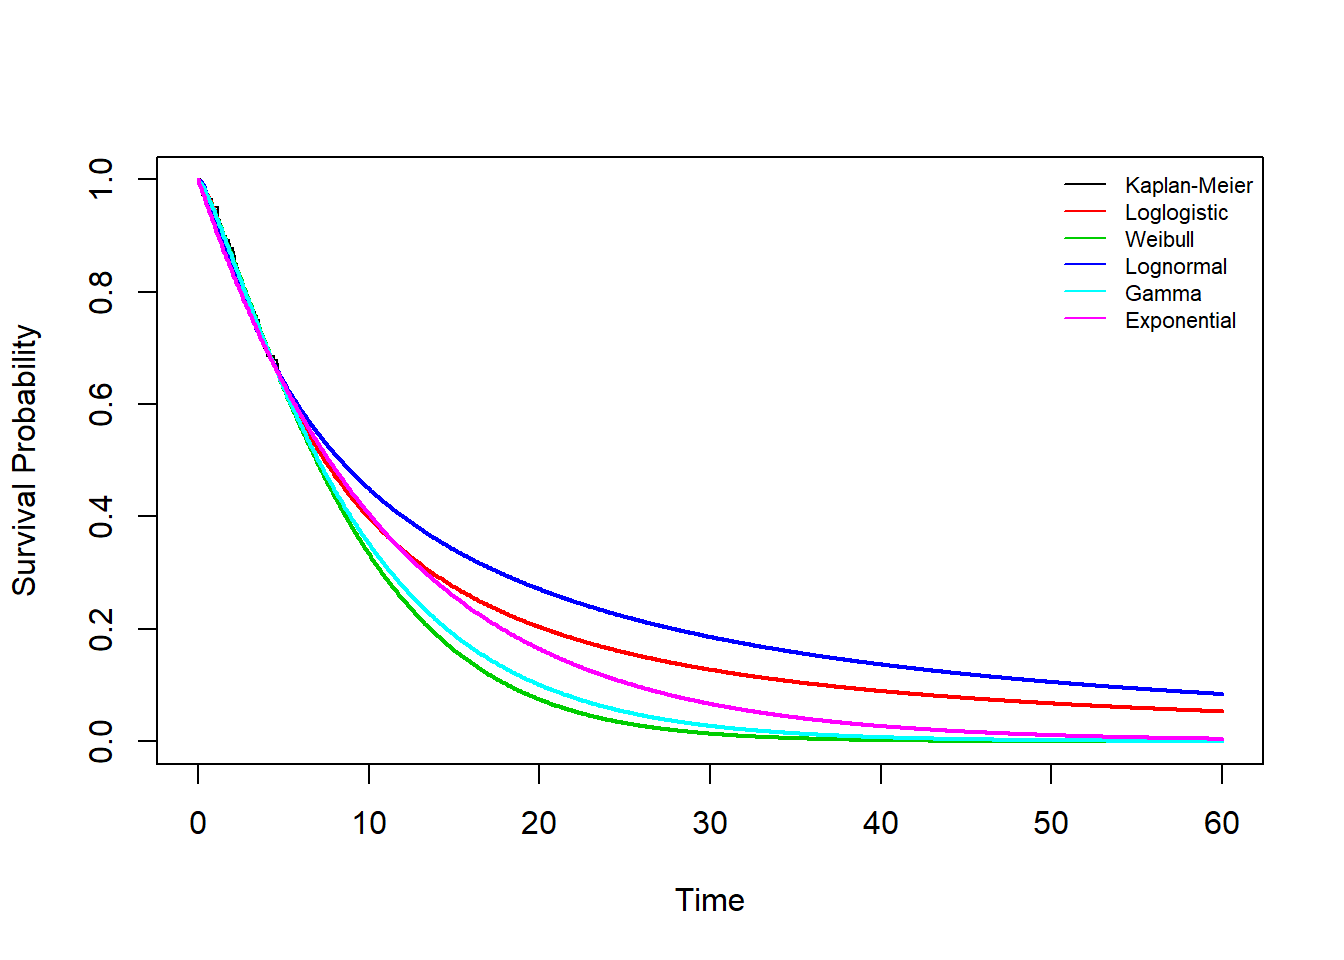 Kaplan-Meier
Loglogistic
Weibull
Lognormal
Gamma
Exponential
Survival Probability
1.0
0.8
0.6
0.4
0.2
0.0
0 10 20 30 40 50 60
Time